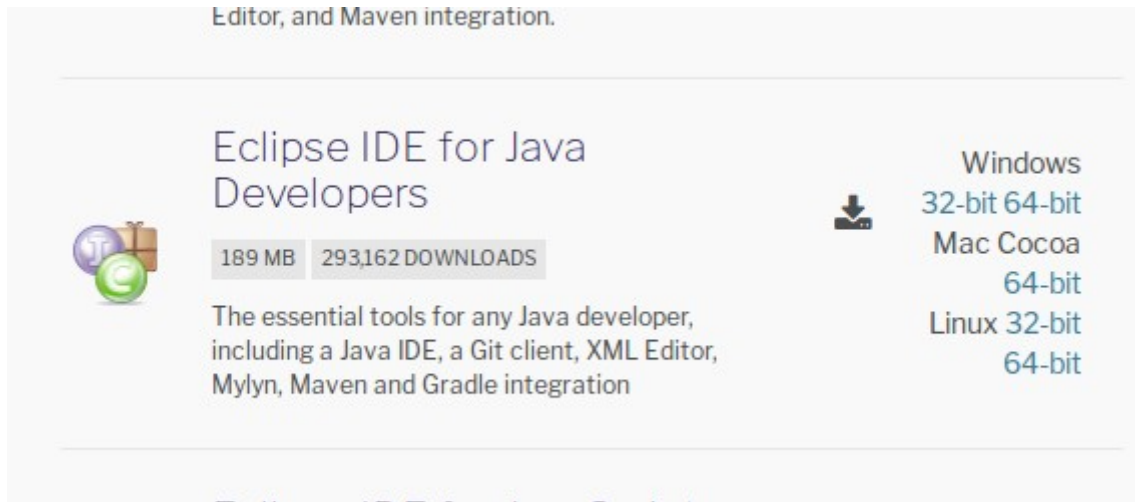 Editor, and Maven integration.
Eclipse IDE for Java
Developers
189 MB 293,162 DOWNLOADS
The essential tools for any Java developer,
including a Java IDE, a Git client, XML Editor,
Mylyn, Maven and Gradle integration
Windows
32-bit 64-bit
Mac Cocoa
64-bit
Linux 32-bit
64-bit